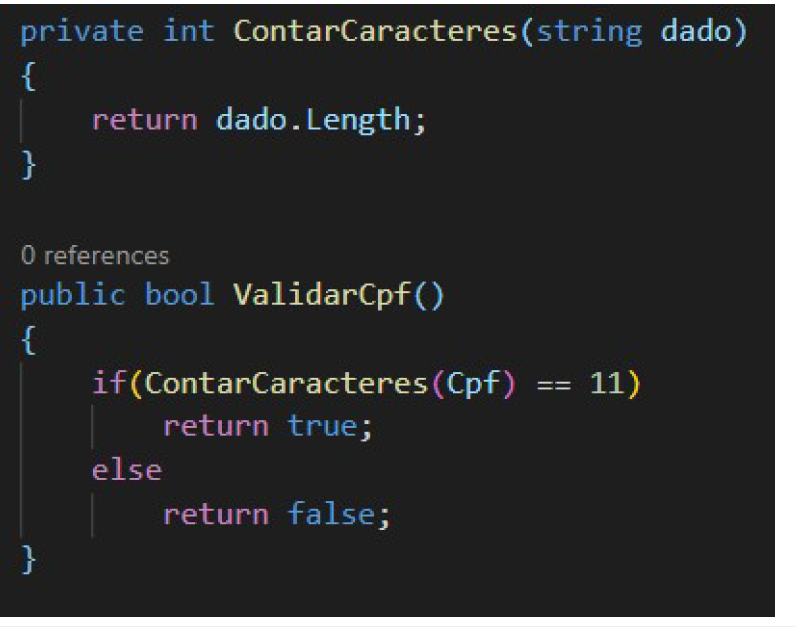 private int ContarCaracteres(string dado)
{
    return dado.Length;
}
0 references
public bool ValidarCpf()
{
    if(ContarCaracteres(Cpf) == 11)
        return true;
    else
        return false;
}